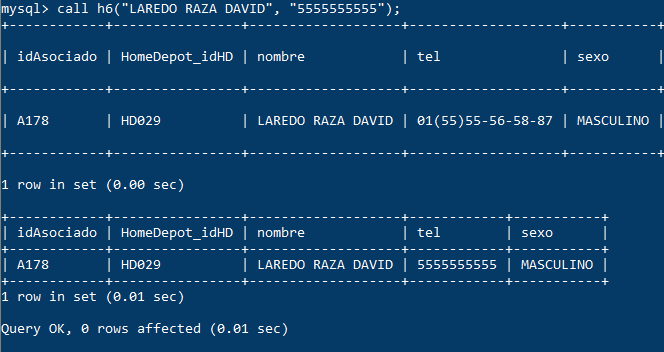 mysql> call h6("LAREDO RAZA DAVID", "5555555555");
+------------+----------------+-------------------+-------------------+-----------+
| idAsociado | HomeDepot_idHD | nombre            | tel               | sexo      |
+------------+----------------+-------------------+-------------------+-----------+
| A178       | HD029          | LAREDO RAZA DAVID | 01(55)55-56-58-87 | MASCULINO |
+------------+----------------+-------------------+-------------------+-----------+
1 row in set (0.00 sec)
+------------+----------------+-------------------+------------+-----------+
| idAsociado | HomeDepot_idHD | nombre            | tel        | sexo      |
+------------+----------------+-------------------+------------+-----------+
| A178       | HD029          | LAREDO RAZA DAVID | 5555555555 | MASCULINO |
+------------+----------------+-------------------+------------+-----------+
1 row in set (0.01 sec)
Query OK, 0 rows affected (0.01 sec)